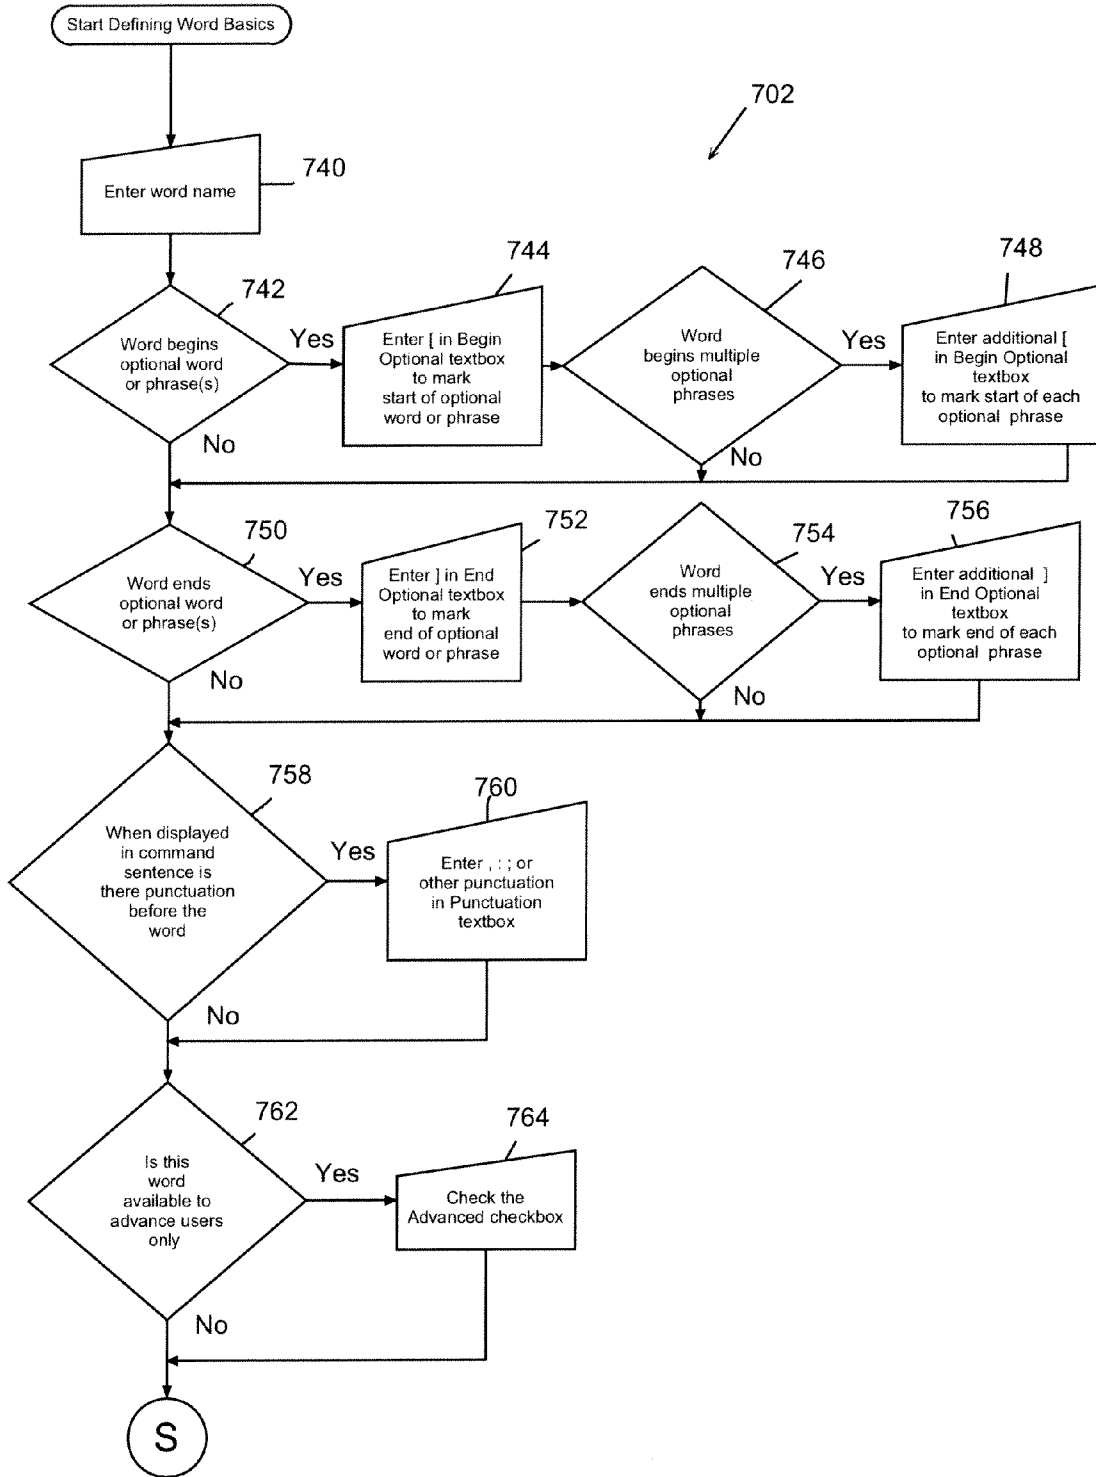 Start Defining Word Basics
702
Enter word name
740
742
Word begins
optional word
or phrase(s)
Yes
No
744
Enter [ in Begin
Optional textbox
to mark
start of optional
word or phrase
746
Word
begins multiple
optional
phrases
Yes
No
748
Enter additional [
in Begin Optional
textbox
to mark start of each
optional phrase
750
Word ends
optional word
or phrase(s)
Yes
No
752
Enter ] in End
Optional textbox
to mark
end of optional
word or phrase
754
Word
ends multiple
optional
phrases
Yes
No
756
Enter additional ]
in End Optional
textbox
to mark end of each
optional phrase
758
When displayed
in command
sentence is
there punctuation
before the
word
Yes
No
760
Enter , : ; or
other punctuation
in Punctuation
textbox
762
Is this
word
available to
advance users
only
Yes
No
764
Check the
Advanced checkbox
S